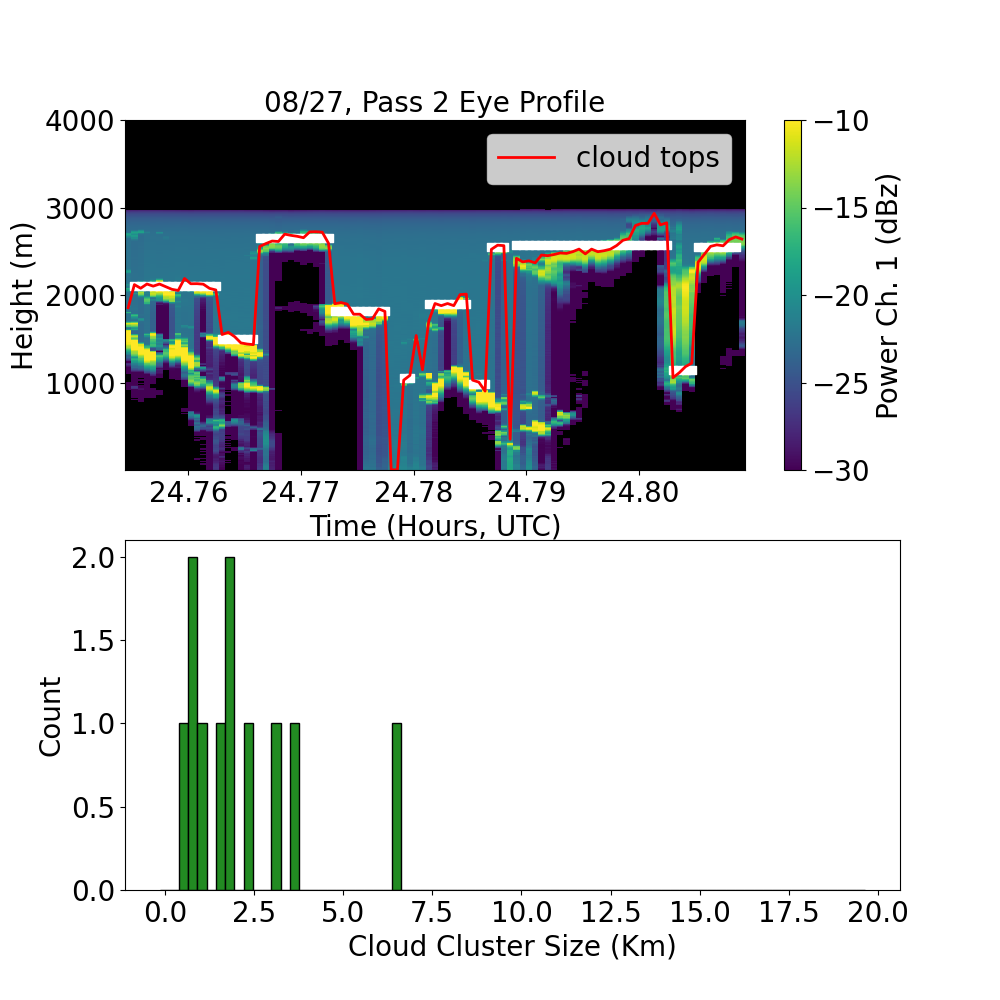 08/27, Pass 2 Eye Profile
4000
3000
2000
1000
Height (m)
cloud tops
24.76 24.77 24.78 24.79 24.80
Time (Hours, UTC)
−10
−15
−20
−25
−30
Power Ch. 1 (dBz)
2.0
1.5
1.0
0.5
0.0
Count
0.0 2.5 5.0 7.5 10.0 12.5 15.0 17.5 20.0
Cloud Cluster Size (Km)